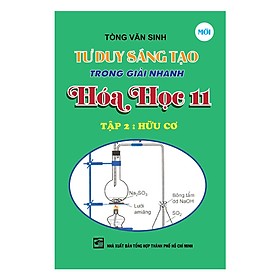 TÒNG VĂN SINH
MỚI
TƯ DUY SÁNG TẠO
TRONG GIẢI NHANH
Hóa Học 11
TẬP 2: HỮU CƠ
Na₂SO₃
Lưới
amiăng
Bông tẩm
dd NaOH
SO₂
NHÀ XUẤT BẢN TỔNG HỢP THÀNH PHỐ HỒ CHÍ MINH